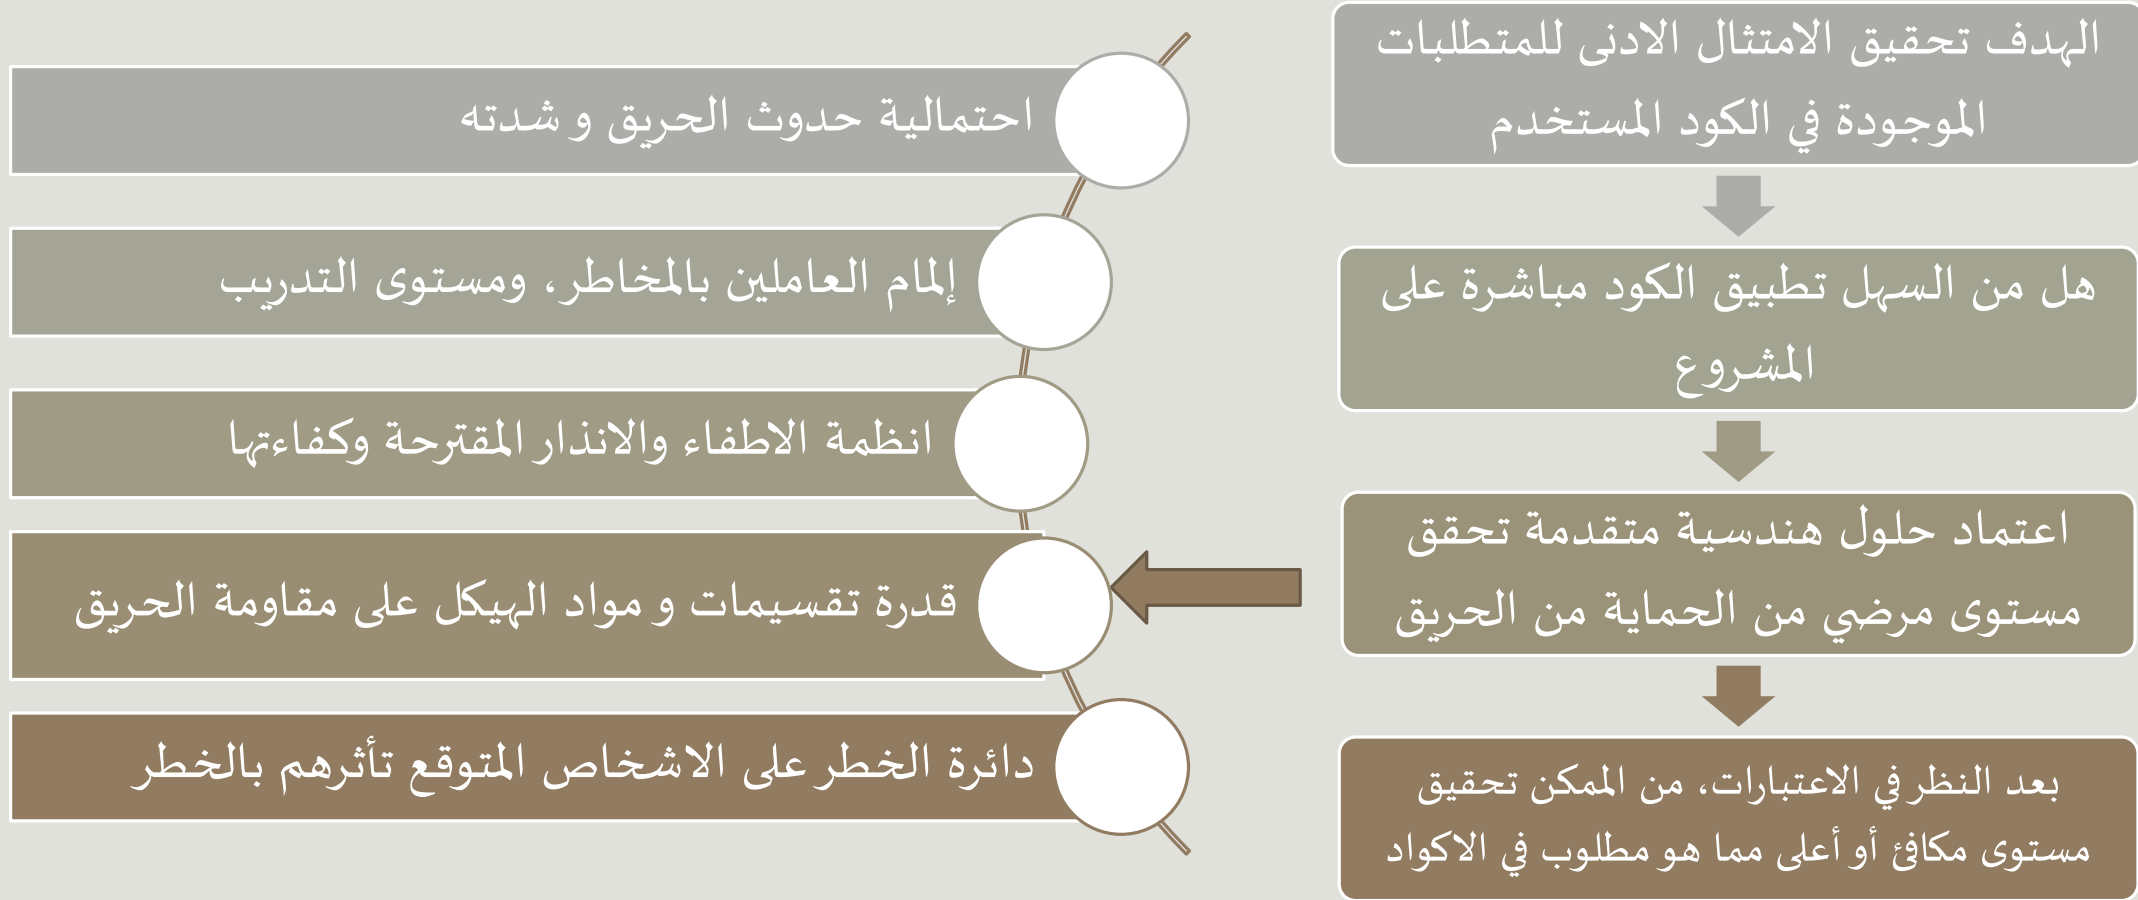 الهدف تحقيق الامتثال الادنى للمتطلبات
الموجودة في الكود المستخدم
هل من السهل تطبيق الكود مباشرة على
المشروع
اعتماد حلول هندسية متقدمة تحقق
مستوى مرضي من الحماية من الحريق
بعد النظر في الاعتبارات، من الممكن تحقيق
مستوى مكافئ أو أعلى مما هو مطلوب في الاكواد
احتمالية حدوث الحريق و شدته
إلمام العاملين بالمخاطر، ومستوى التدريب
انظمة الاطفاء والانذار المقترحة وكفاءتها
قدرة تقسيمات و مواد الهيكل على مقاومة الحريق
دائرة الخطر على الاشخاص المتوقع تأثرهم بالخطر